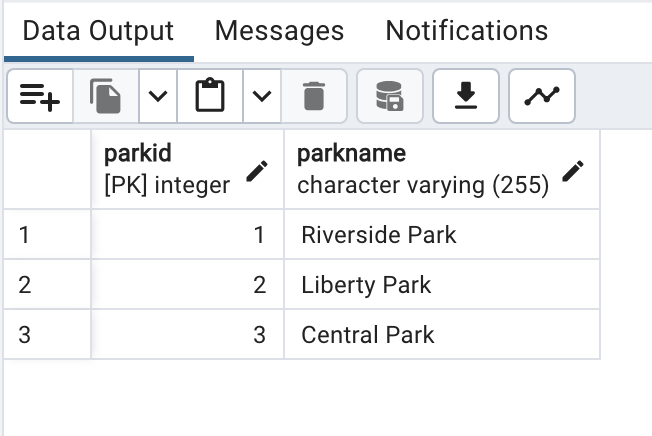 Data Output Messages Notifications
parkid parkname
[PK] integer character varying (255)
1 1 Riverside Park
2 2 Liberty Park
3 3 Central Park